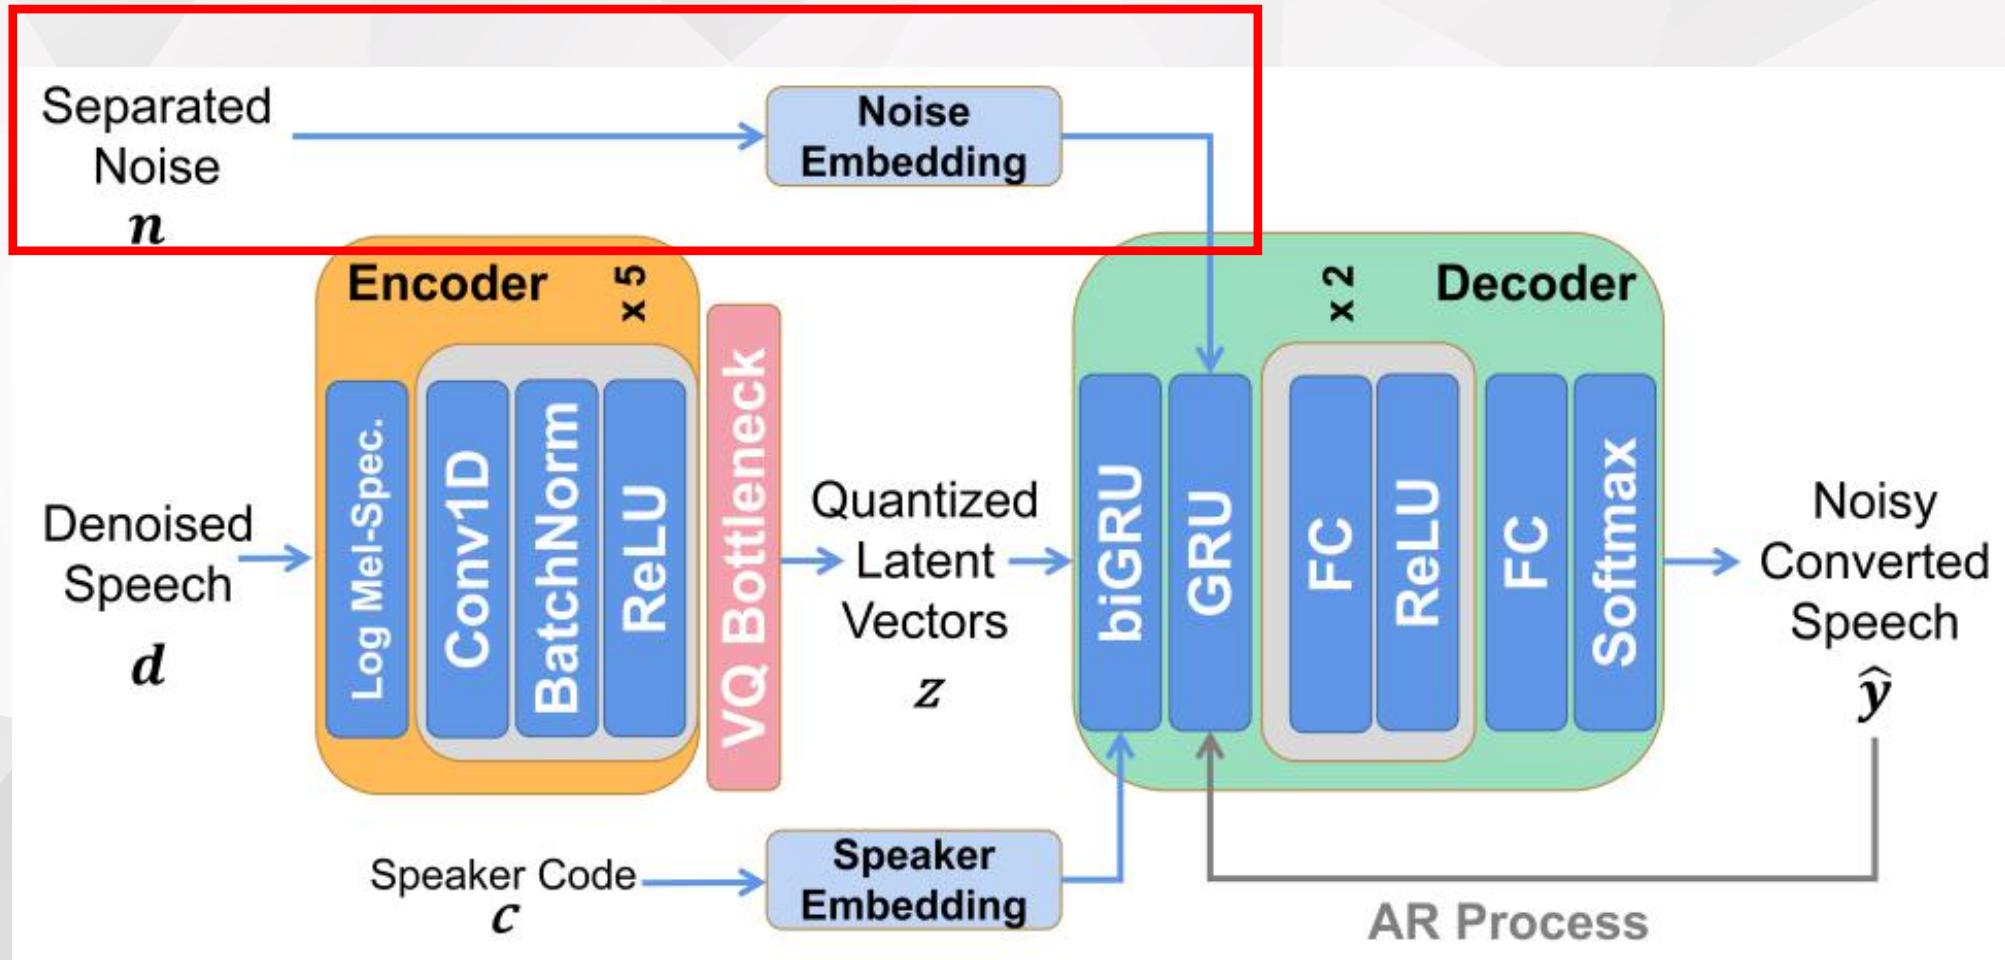 Separated
Noise
n
Noise
Embedding
Encoder
x 5
Log Mel-Spec.
Conv1D
BatchNorm
ReLU
VQ Bottleneck
Denoised
Speech
d
Quantized
Latent
Vectors
z
Decoder
x 2
biGRU
GRU
FC
ReLU
FC
Softmax
Noisy
Converted
Speech
ŷ
Speaker Code
c
Speaker
Embedding
AR Process